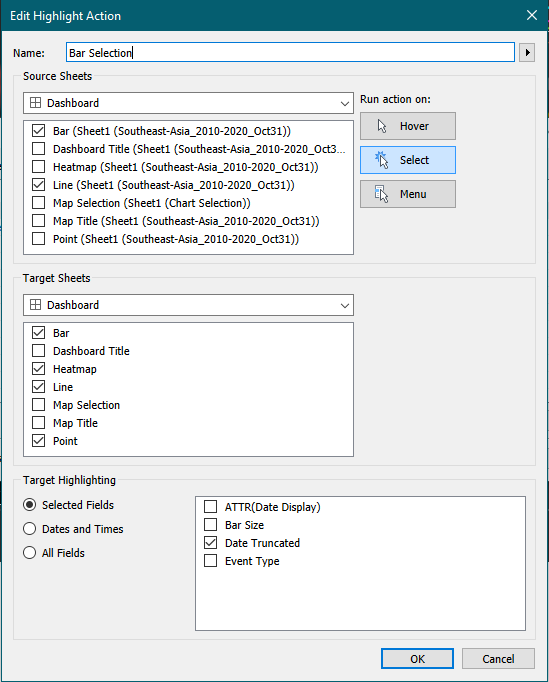 Edit Highlight Action
Name: Bar Selection
Source Sheets
Dashboard
Run action on:
Bar (Sheet1 (Southeast-Asia_2010-2020_Oct31))
Dashboard Title (Sheet1 (Southeast-Asia_2010-2020_Oct3...
Heatmap (Sheet1 (Southeast-Asia_2010-2020_Oct31))
Line (Sheet1 (Southeast-Asia_2010-2020_Oct31))
Map Selection (Sheet1 (Chart Selection))
Map Title (Sheet1 (Southeast-Asia_2010-2020_Oct31))
Point (Sheet1 (Southeast-Asia_2010-2020_Oct31))
Hover
Select
Menu
Target Sheets
Dashboard
Bar
Dashboard Title
Heatmap
Line
Map Selection
Map Title
Point
Target Highlighting
Selected Fields
Dates and Times
All Fields
ATTR(Date Display)
Bar Size
Date Truncated
Event Type
OK
Cancel